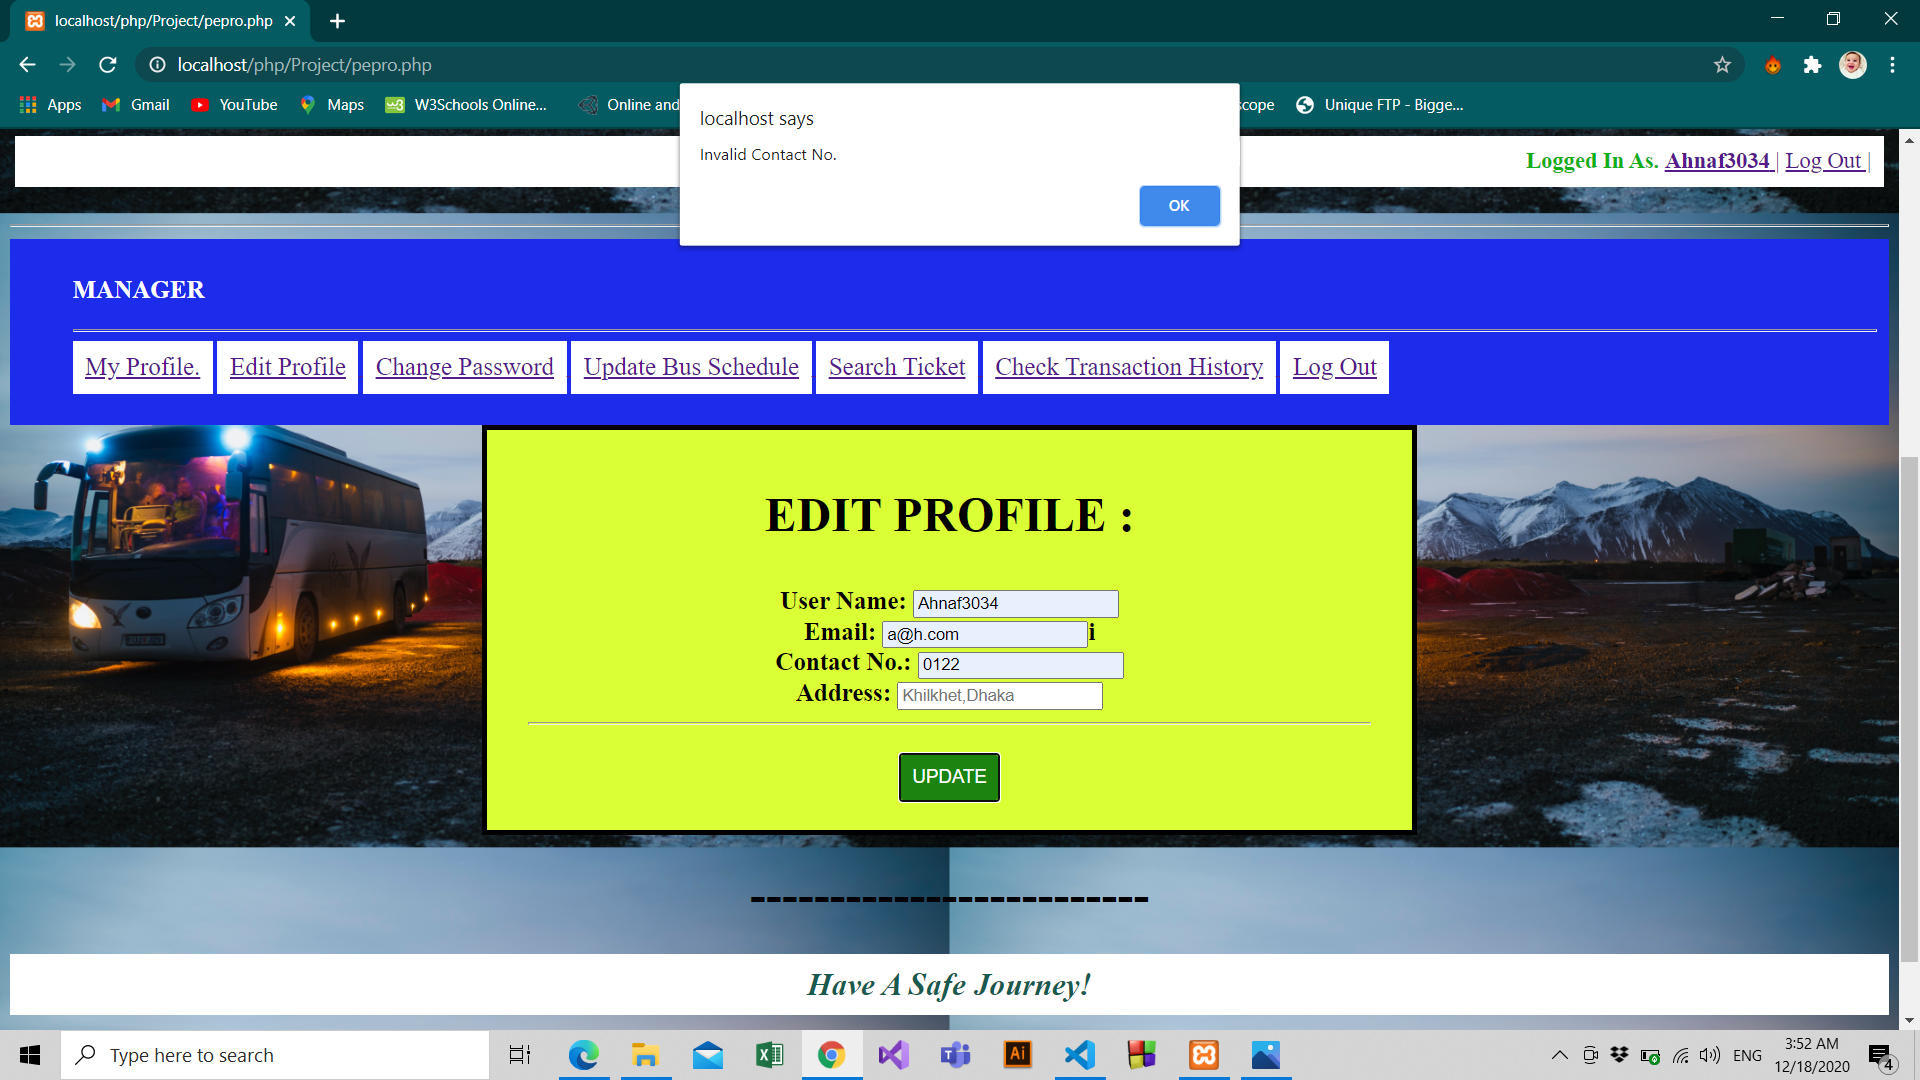 localhost/php/Project/pepro.php
localhost/php/Project/pepro.php
Apps Gmail YouTube Maps W3Schools Online... Online and scope Unique FTP - Bigge...
localhost says
Invalid Contact No.
OK
Logged In As. Ahnaf3034 | Log Out |
MANAGER
My Profile. Edit Profile Change Password Update Bus Schedule Search Ticket Check Transaction History Log Out
EDIT PROFILE :
User Name: Ahnaf3034
Email: a@h.com i
Contact No.: 0122
Address: Khilkhet,Dhaka
UPDATE
-------------------------
Have A Safe Journey!
Type here to search
ENG
3:52 AM
12/18/2020
4